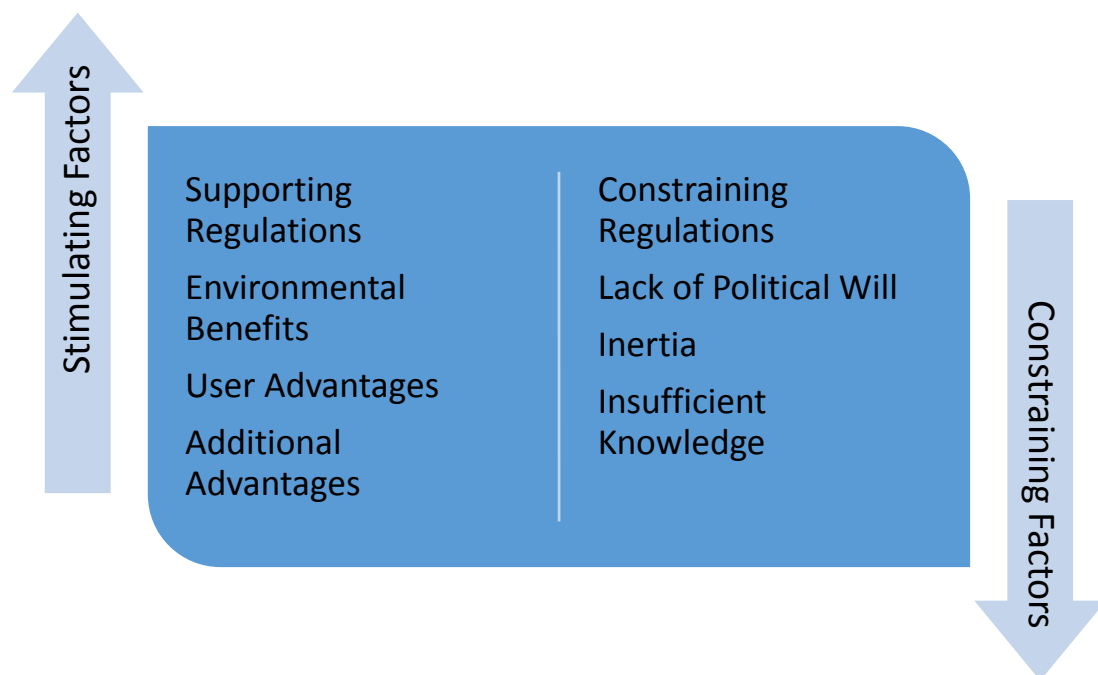 Stimulating Factors
Supporting
Regulations
Environmental
Benefits
User Advantages
Additional
Advantages
Constraining
Regulations
Lack of Political Will
Inertia
Insufficient
Knowledge
Constraining Factors